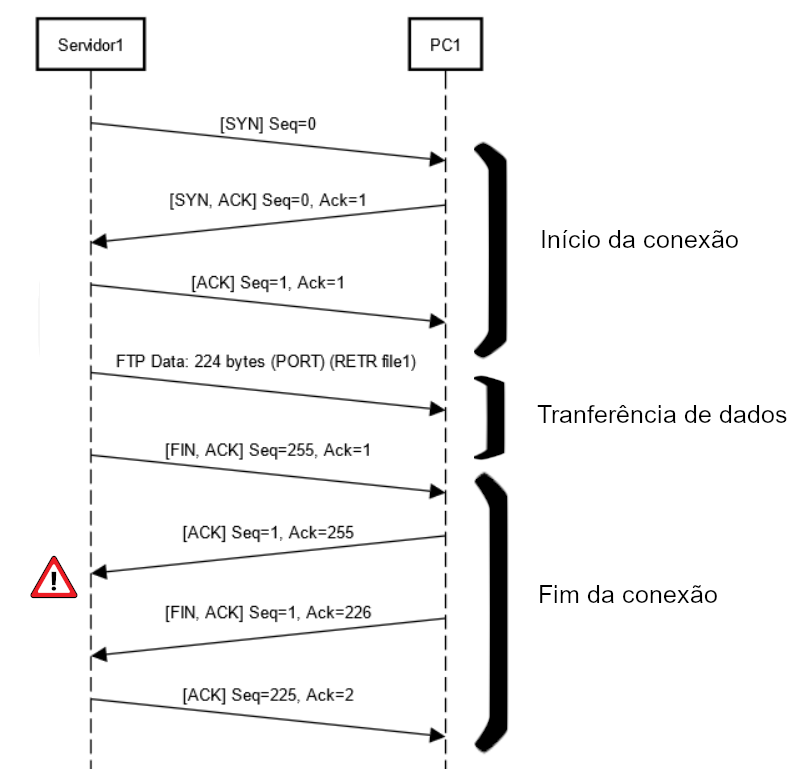 Servidor1
PC1
[SYN] Seq=0
[SYN, ACK] Seq=0, Ack=1
Início da conexão
[ACK] Seq=1, Ack=1
FTP Data: 224 bytes (PORT) (RETR file1)
Tranferência de dados
[FIN, ACK] Seq=255, Ack=1
[ACK] Seq=1, Ack=255
!
Fim da conexão
[FIN, ACK] Seq=1, Ack=226
[ACK] Seq=225, Ack=2